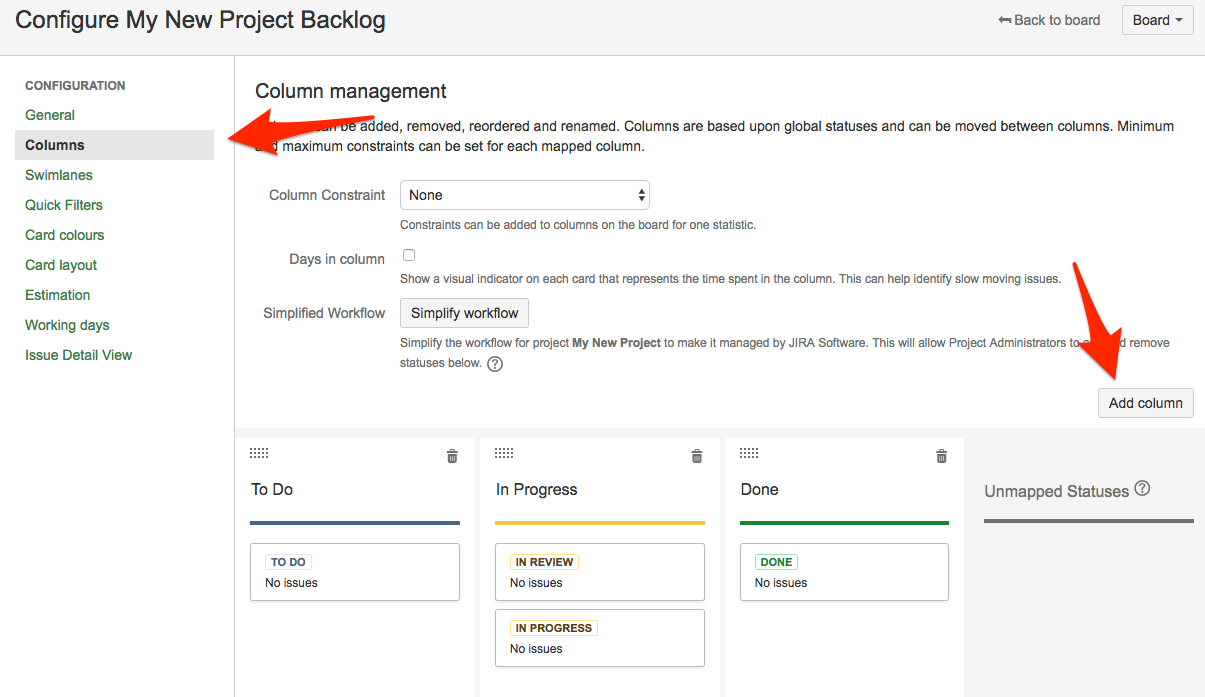 Configure My New Project Backlog
Back to board
Board
CONFIGURATION
General
Columns
Swimlanes
Quick Filters
Card colours
Card layout
Estimation
Working days
Issue Detail View
Column management
can be added, removed, reordered and renamed. Columns are based upon global statuses and can be moved between columns. Minimum
maximum constraints can be set for each mapped column.
Column Constraint
None
Constraints can be added to columns on the board for one statistic.
Days in column
Show a visual indicator on each card that represents the time spent in the column. This can help identify slow moving issues.
Simplified Workflow
Simplify workflow
Simplify the workflow for project My New Project to make it managed by JIRA Software. This will allow Project Administrators to remove
statuses below. ?
Add column
To Do
TO DO
No issues
In Progress
IN REVIEW
No issues
IN PROGRESS
No issues
Done
DONE
No issues
Unmapped Statuses ?